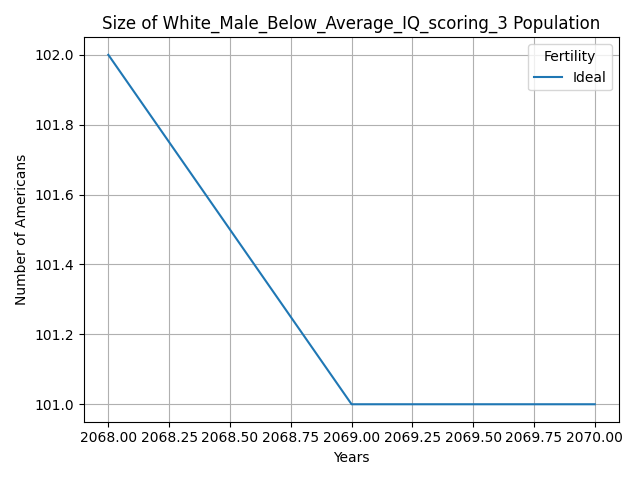 Size of White_Male_Below_Average_IQ_scoring_3 Population
Fertility
Ideal
Number of Americans
102.0
101.8
101.6
101.4
101.2
101.0
2068.00 2068.25 2068.50 2068.75 2069.00 2069.25 2069.50 2069.75 2070.00
Years